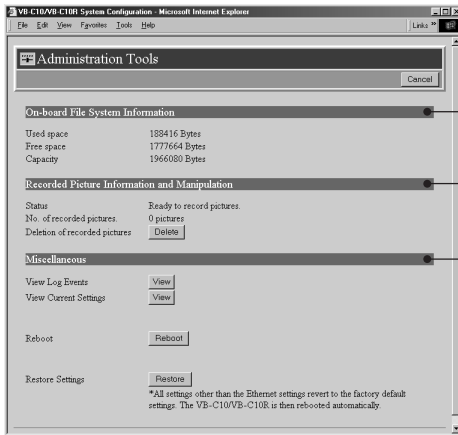 VB-C10/VB-C10R System Configuration - Microsoft Internet Explorer
File Edit View Favorites Tools Help Links »
Administration Tools
Cancel
On-board File System Information
Used space 188416 Bytes
Free space 1777664 Bytes
Capacity 1966080 Bytes
Recorded Picture Information and Manipulation
Status Ready to record pictures.
No. of recorded pictures. 0 pictures
Deletion of recorded pictures Delete
Miscellaneous
View Log Events View
View Current Settings View
Reboot Reboot
Restore Settings Restore
*All settings other than the Ethernet settings revert to the factory default
settings. The VB-C10/VB-C10R is then rebooted automatically.